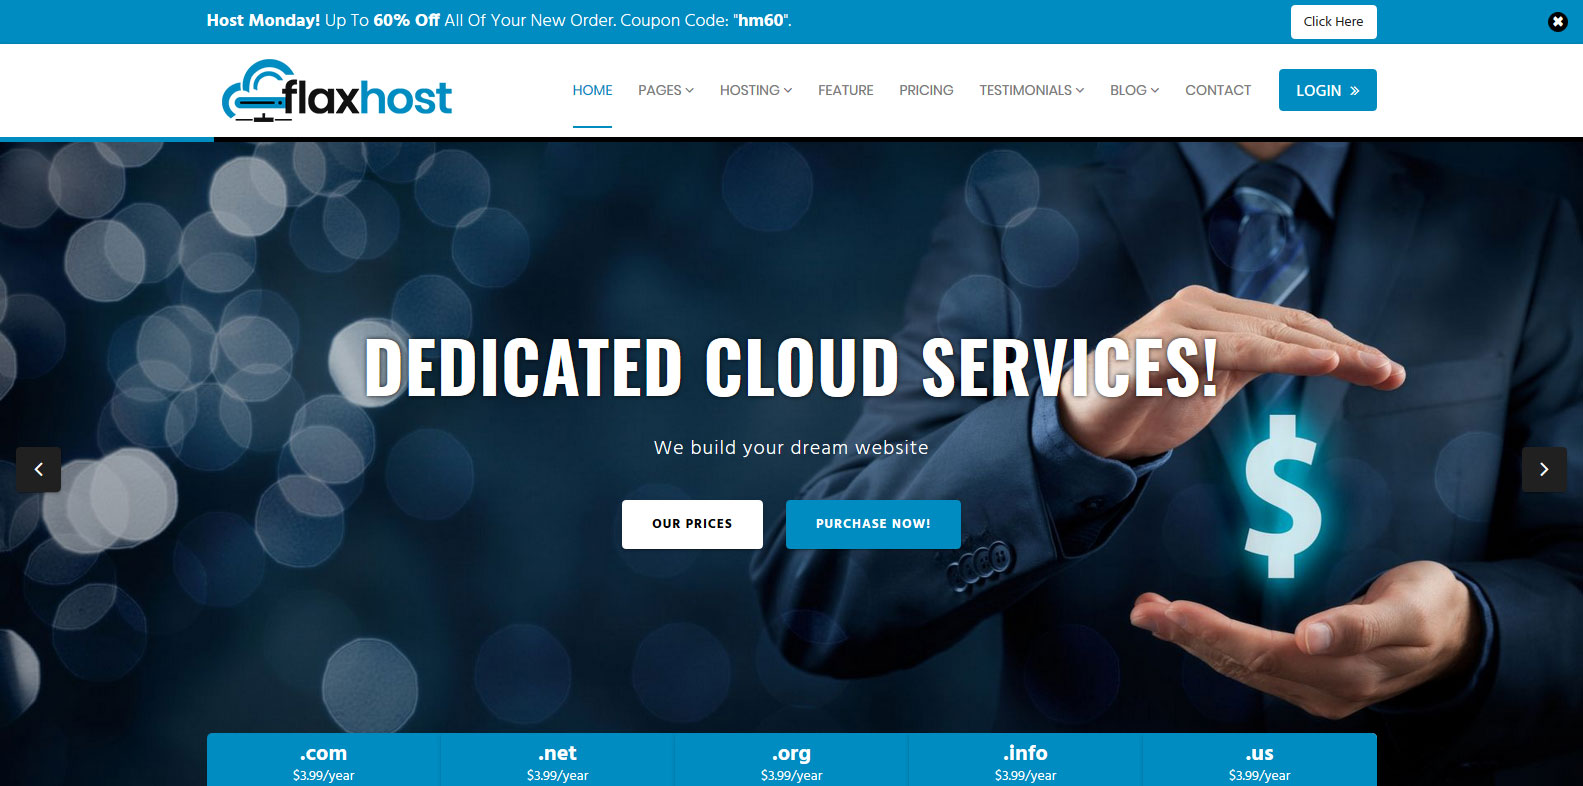 Host Monday! Up To 60% Off All Of Your New Order. Coupon Code: "hm60".
Click Here
flaxhost
HOME
PAGES
HOSTING
FEATURE
PRICING
TESTIMONIALS
BLOG
CONTACT
LOGIN »
DEDICATED CLOUD SERVICES!
We build your dream website
OUR PRICES
PURCHASE NOW!
$
.com
$3.99/year
.net
$3.99/year
.org
$3.99/year
.info
$3.99/year
.us
$3.99/year